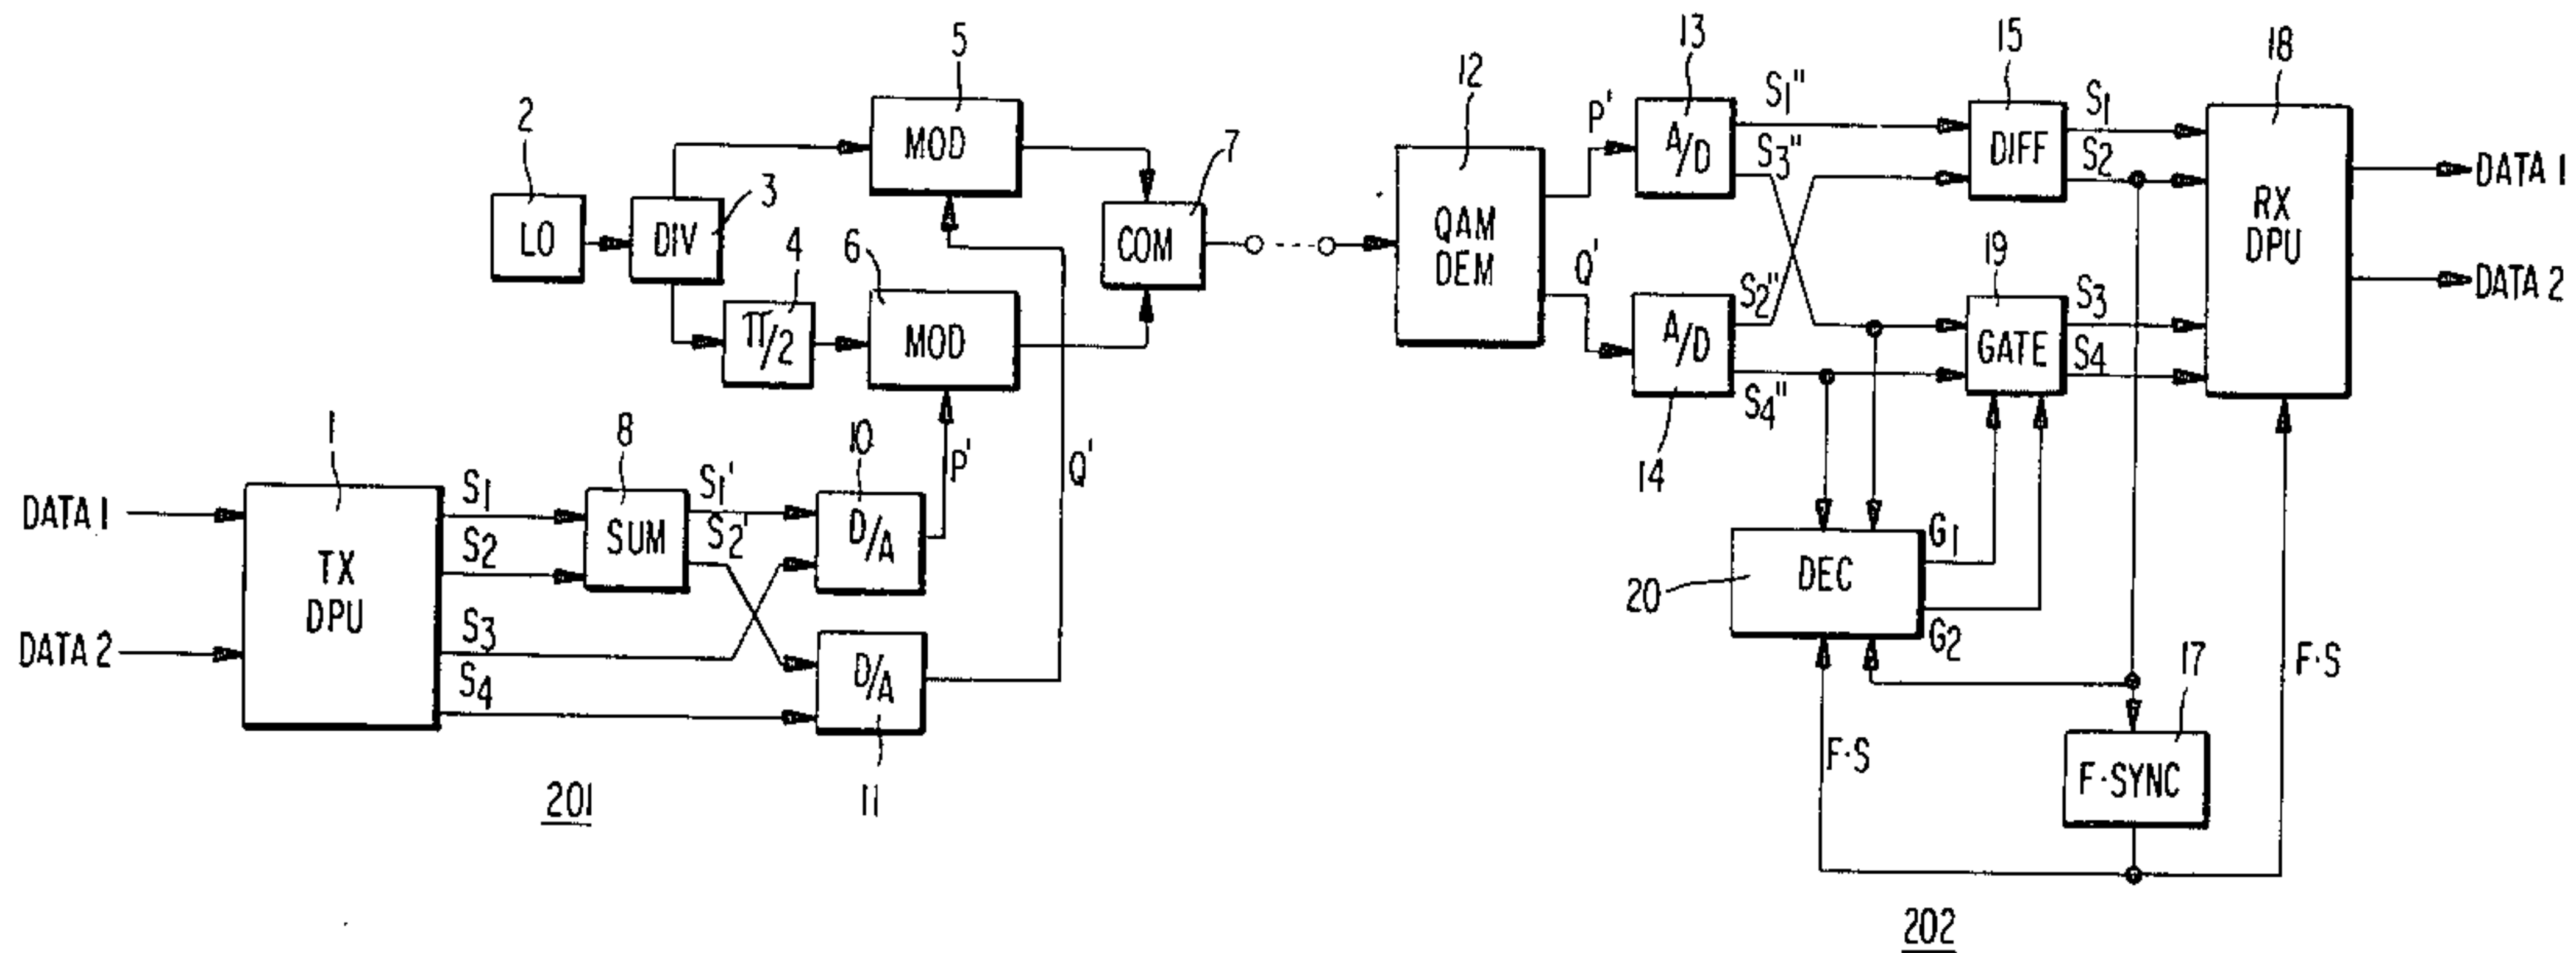 5
2
MOD
7
3
LO
DIV
COM
4
6
π/2
MOD
1
8
10
P'
Q'
DATA 1
S1
S1'
TX
DPU
SUM
D/A
S2
S2'
DATA 2
S3
D/A
S4
11
201
12
13
15
18
P'
A/D
S1"
DIFF
S1
DATA 1
S3"
S2
QAM
DEM
RX
DPU
19
Q'
A/D
S2"
GATE
S3
DATA 2
S4"
S4
14
20
DEC
G1
G2
17
F·S
F·S
F·SYNC
202